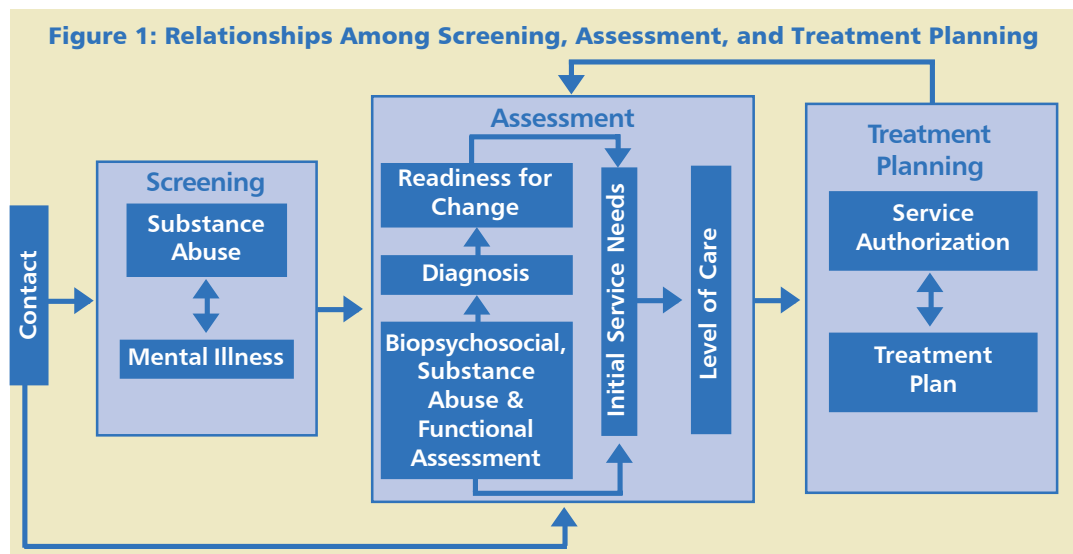 Figure 1: Relationships Among Screening, Assessment, and Treatment Planning
Contact
Screening
Substance
Abuse
Mental Illness
Assessment
Readiness for
Change
Diagnosis
Biopsychosocial,
Substance
Abuse &
Functional
Assessment
Initial Service Needs
Level of Care
Treatment
Planning
Service
Authorization
Treatment
Plan